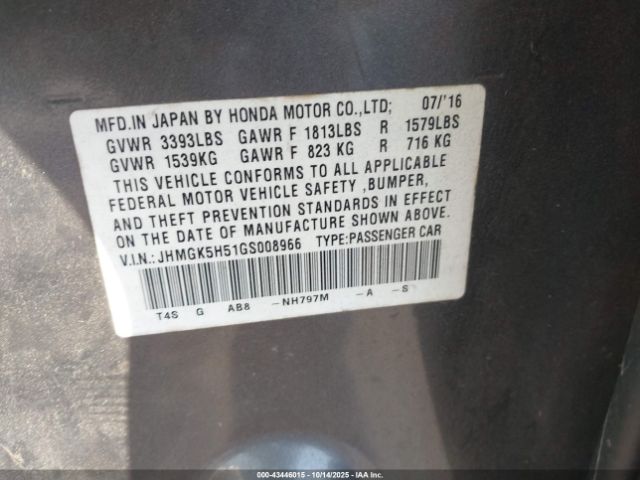 MFD.IN JAPAN BY HONDA MOTOR CO.,LTD; 07/'16
GVWR 3393LBS GAWR F 1813LBS R 1579LBS
GVWR 1539KG GAWR F 823 KG R 716 KG
THIS VEHICLE CONFORMS TO ALL APPLICABLE
FEDERAL MOTOR VEHICLE SAFETY ,BUMPER,
AND THEFT PREVENTION STANDARDS IN EFFECT
ON THE DATE OF MANUFACTURE SHOWN ABOVE.
V.I.N.: JHMGK5H51GS008966 TYPE:PASSENGER CAR
T4S G AB8 -NH797M -A -S
000-43446015 - 10/14/2025 - IAA Inc.